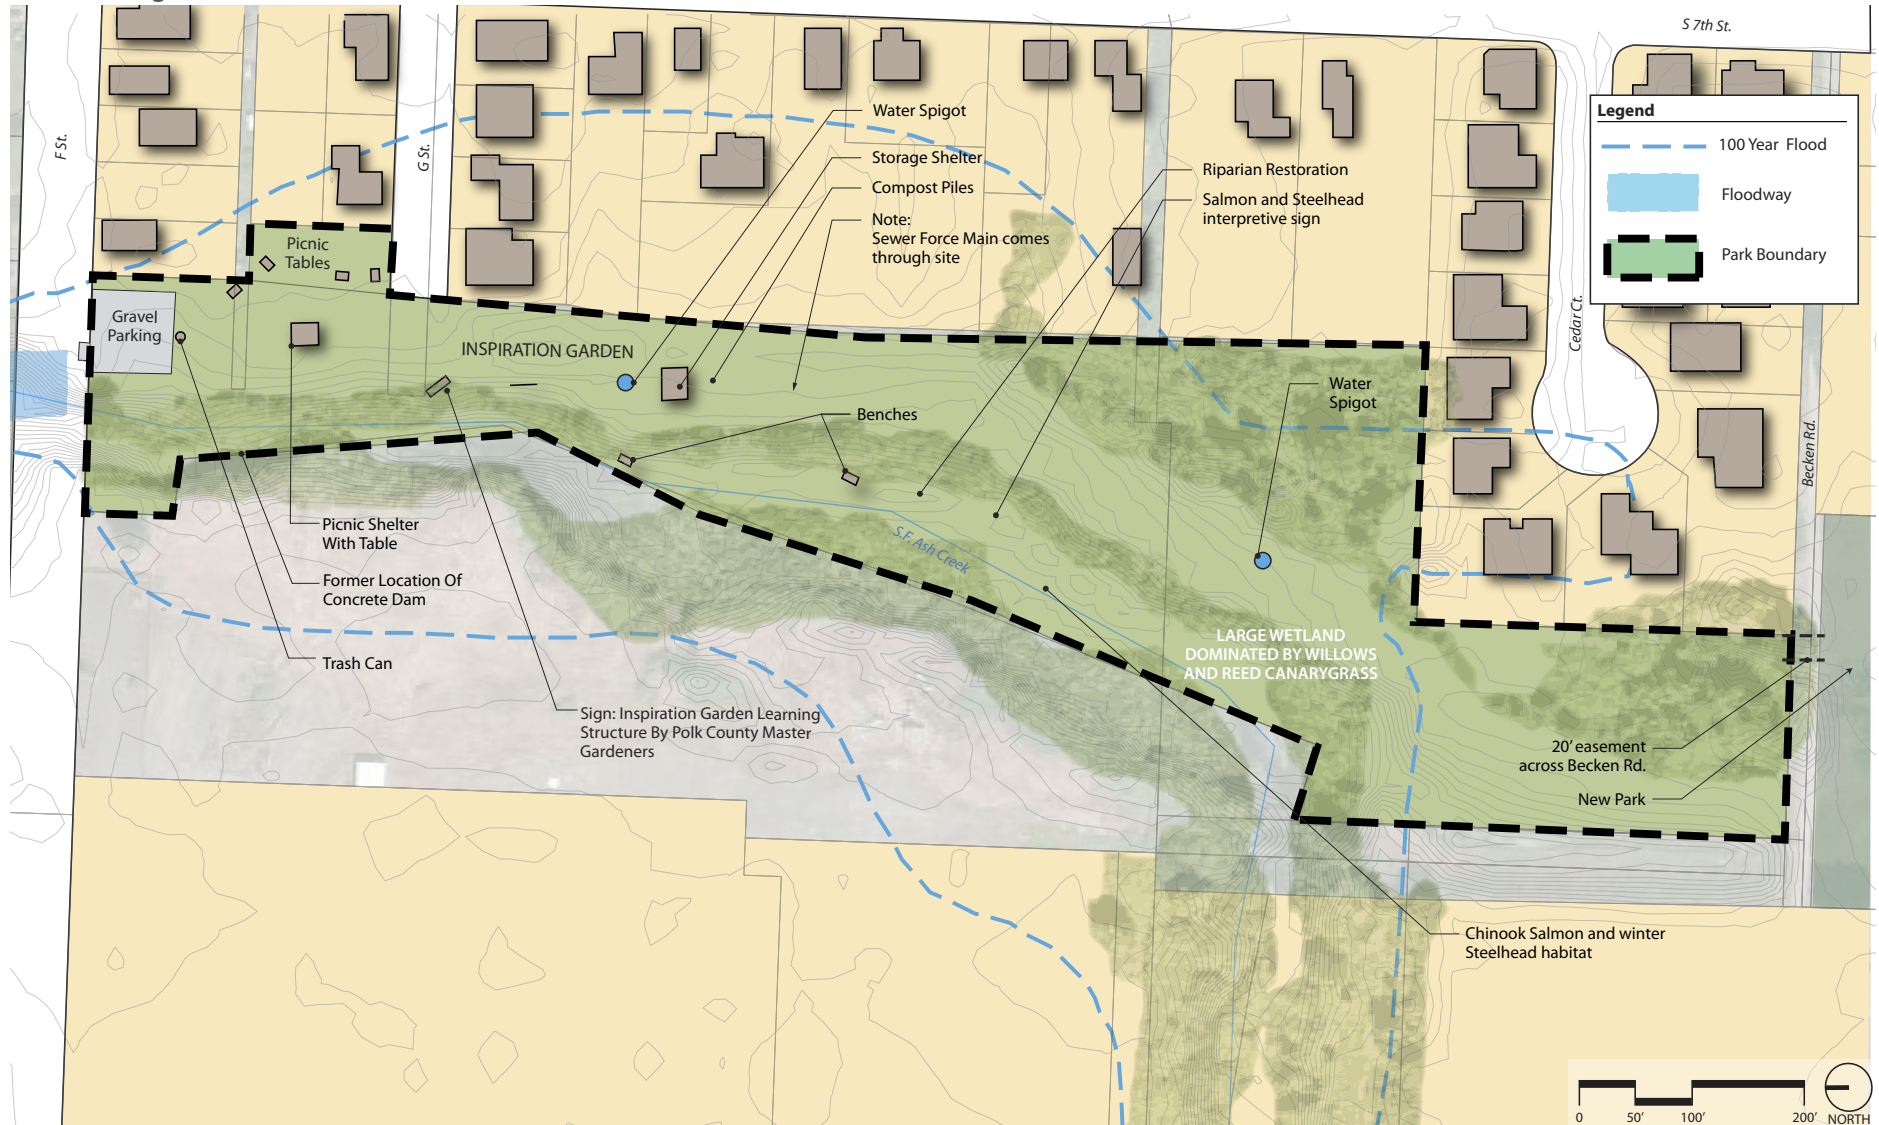 S 7th St.
F St.
G St.
Cedar Ct.
Becken Rd.
Legend
100 Year Flood
Floodway
Park Boundary
Water Spigot
Storage Shelter
Compost Piles
Note:
Sewer Force Main comes
through site
Riparian Restoration
Salmon and Steelhead
interpretive sign
Picnic
Tables
Gravel
Parking
INSPIRATION GARDEN
Water
Spigot
Benches
S.F. Ash Creek
Picnic Shelter
With Table
Former Location Of
Concrete Dam
Trash Can
Sign: Inspiration Garden Learning
Structure By Polk County Master
Gardeners
LARGE WETLAND
DOMINATED BY WILLOWS
AND REED CANARYGRASS
20' easement
across Becken Rd.
New Park
Chinook Salmon and winter
Steelhead habitat
0 50' 100' 200' NORTH